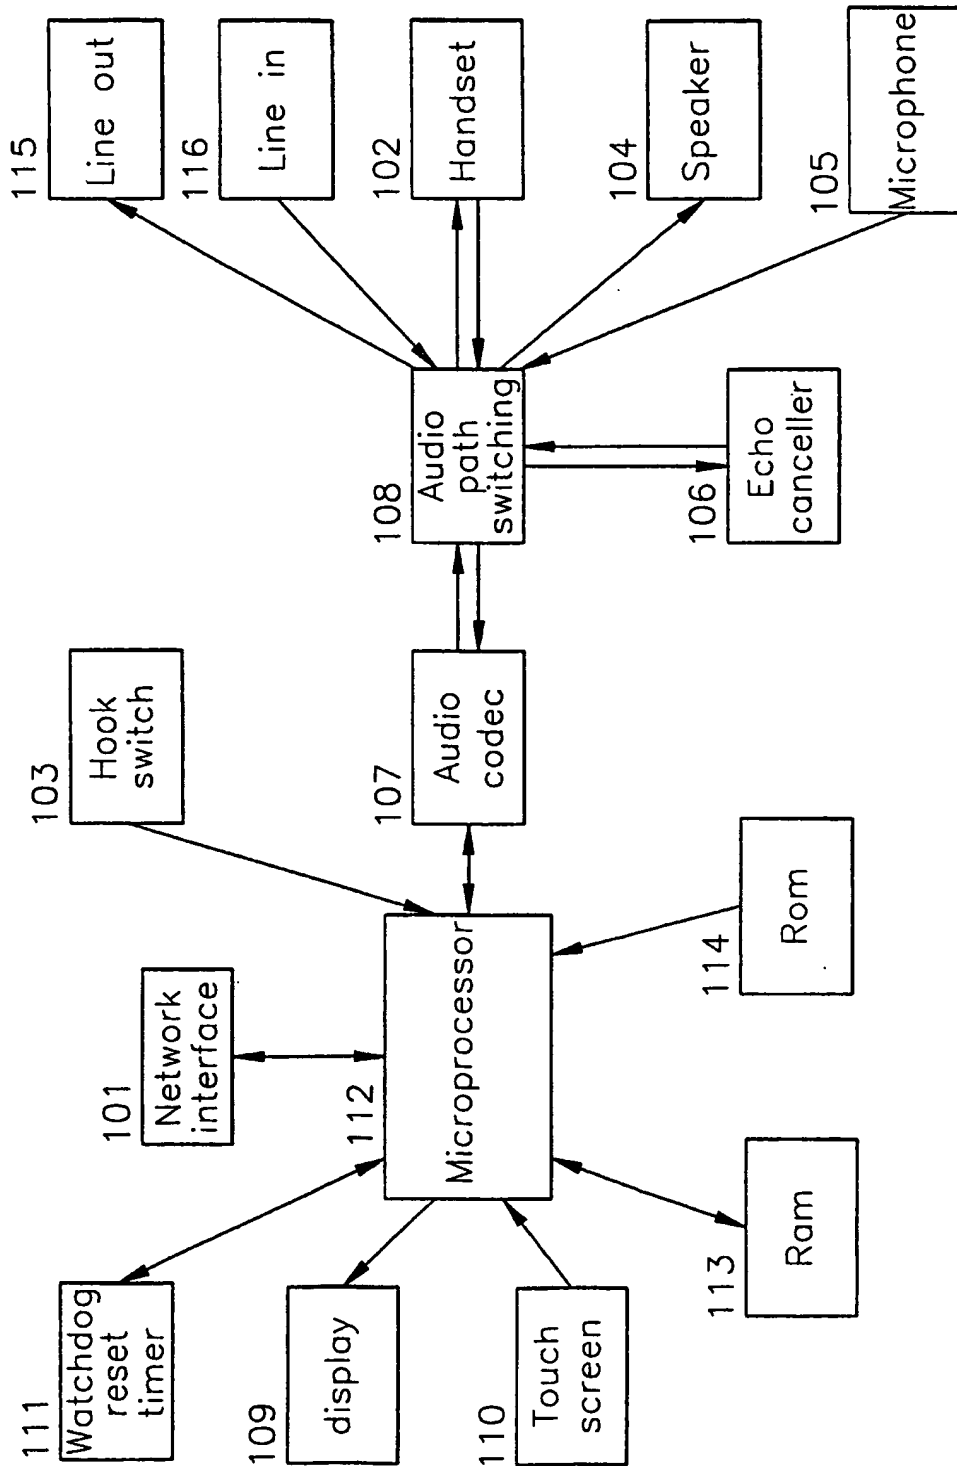 111
Watchdog
reset
timer
109
display
110
Touch
screen
101
Network
interface
112
Microprocessor
113
Ram
114
Rom
103
Hook
switch
107
Audio
codec
108
Audio
path
switching
106
Echo
canceller
115
Line out
116
Line in
102
Handset
104
Speaker
105
Microphone